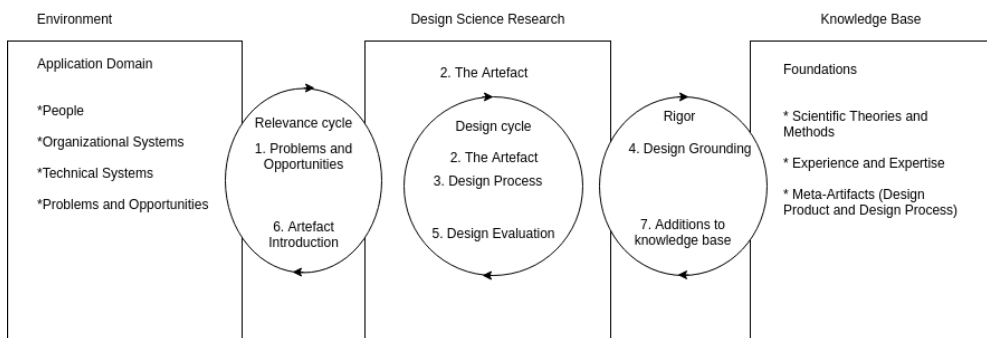 Environment
Design Science Research
Knowledge Base
Application Domain
*People
*Organizational Systems
*Technical Systems
*Problems and Opportunities
Relevance cycle
1. Problems and
Opportunities
6. Artefact
Introduction
2. The Artefact
Design cycle
2. The Artefact
3. Design Process
5. Design Evaluation
Rigor
4. Design Grounding
7. Additions to
knowledge base
Foundations
* Scientific Theories and
Methods
* Experience and Expertise
* Meta-Artifacts (Design
Product and Design Process)